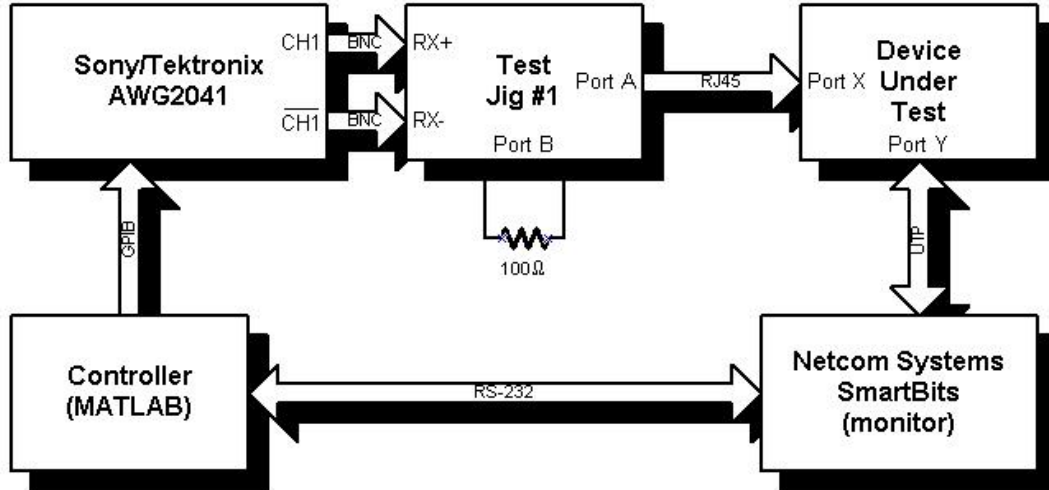 Sony/Tektronix
AWG2041
CH1
C̅H̅1̅
BNC
BNC
RX+
RX-
Test
Jig #1
Port A
Port B
RJ45
Port X
Device
Under
Test
Port Y
100Ω
GPIB
UTP
Controller
(MATLAB)
RS-232
Netcom Systems
SmartBits
(monitor)